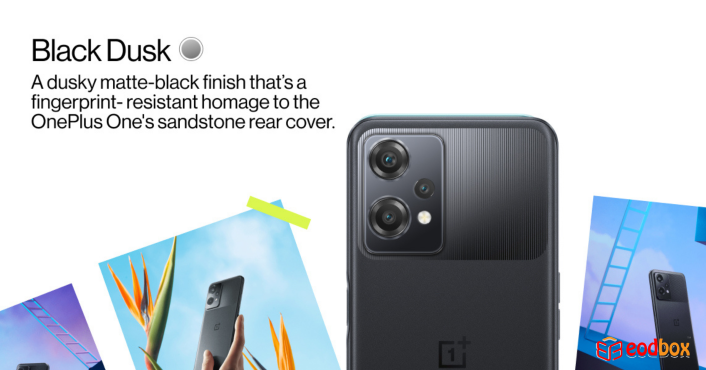 Black Dusk
A dusky matte-black finish that's a
fingerprint- resistant homage to the
OnePlus One's sandstone rear cover.
1+
eodbox